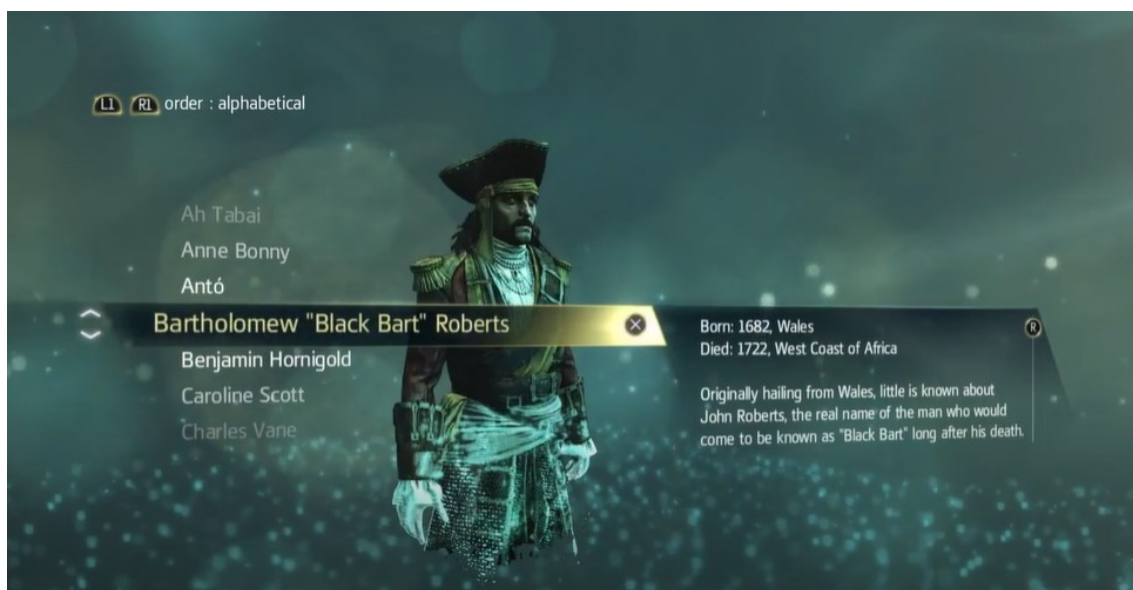 L1 R1 order : alphabetical
Ah Tabai
Anne Bonny
Antó
Bartholomew "Black Bart" Roberts
Benjamin Hornigold
Caroline Scott
Charles Vane
Born: 1682, Wales
Died: 1722, West Coast of Africa
Originally hailing from Wales, little is known about
John Roberts, the real name of the man who would
come to be known as "Black Bart" long after his death.
R